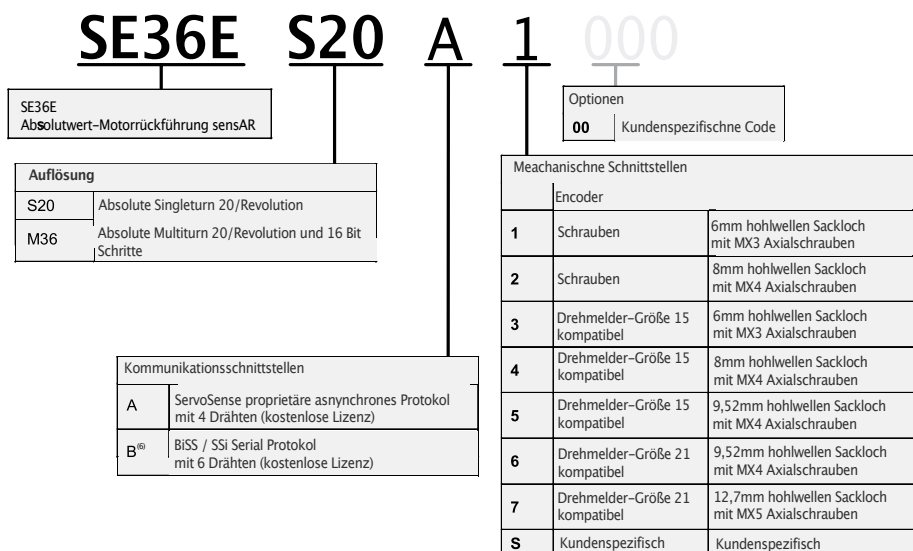 SE36E S20 A 1 000
SE36E
Absolutwert-Motorrückführung sensAR
Optionen
00 Kundenspezifischne Code
Auflösung
S20 Absolute Singleturn 20/Revolution
M36 Absolute Multiturn 20/Revolution und 16 Bit
Schritte
Kommunikationsschnittstellen
A ServoSense proprietäre asnynchrones Protokol
mit 4 Drähten (kostenlose Lizenz)
B(6) BiSS / SSi Serial Protokol
mit 6 Drähten (kostenlose Lizenz)
Meachanischne Schnittstellen
Encoder
1 Schrauben 6mm hohlwellen Sackloch
mit MX3 Axialschrauben
2 Schrauben 8mm hohlwellen Sackloch
mit MX4 Axialschrauben
3 Drehmelder-Größe 15 6mm hohlwellen Sackloch
kompatibel mit MX3 Axialschrauben
4 Drehmelder-Größe 15 8mm hohlwellen Sackloch
kompatibel mit MX4 Axialschrauben
5 Drehmelder-Größe 15 9,52mm hohlwellen Sackloch
kompatibel mit MX4 Axialschrauben
6 Drehmelder-Größe 21 9,52mm hohlwellen Sackloch
kompatibel mit MX4 Axialschrauben
7 Drehmelder-Größe 21 12,7mm hohlwellen Sackloch
kompatibel mit MX5 Axialschrauben
S Kundenspezifisch Kundenspezifisch